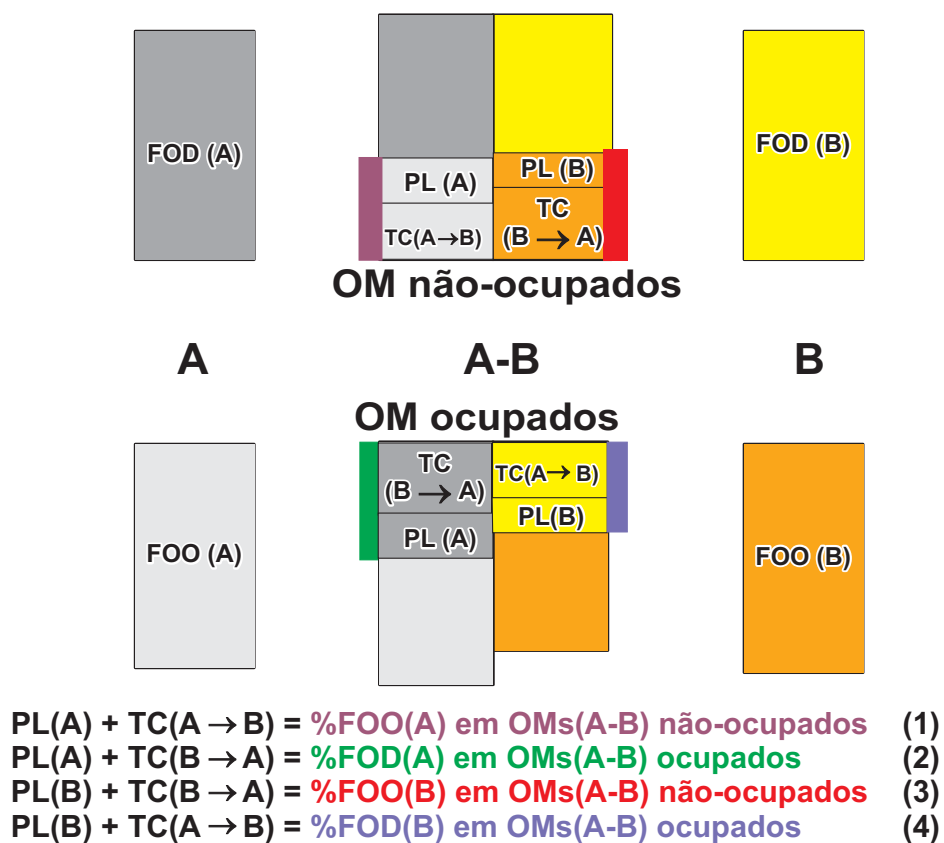 FOD (A)
PL (A)
PL (B)
FOD (B)
TC(A→B)
TC
(B → A)
OM não-ocupados
A
A-B
B
OM ocupados
TC
(B → A)
TC(A→ B)
PL (A)
PL(B)
FOO (A)
FOO (B)
PL(A) + TC(A → B) = %FOO(A) em OMs(A-B) não-ocupados (1)
PL(A) + TC(B → A) = %FOD(A) em OMs(A-B) ocupados (2)
PL(B) + TC(B → A) = %FOO(B) em OMs(A-B) não-ocupados (3)
PL(B) + TC(A → B) = %FOD(B) em OMs(A-B) ocupados (4)